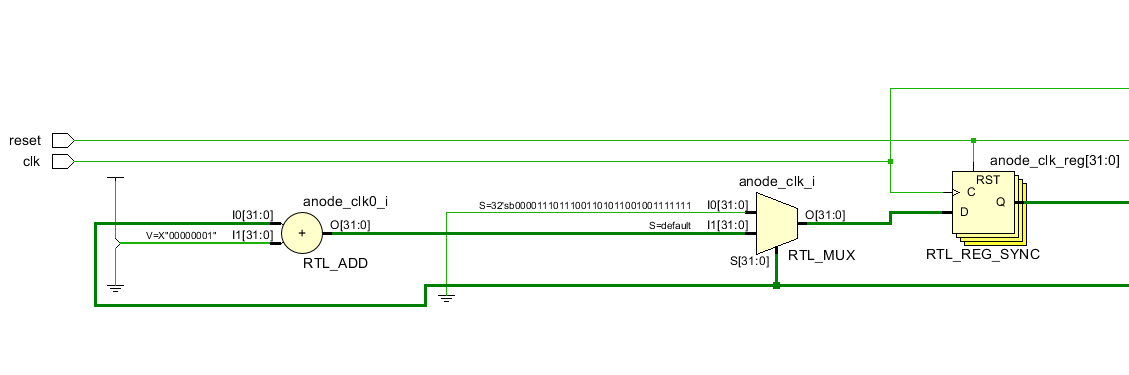 reset
clk
anode_clk_reg[31:0]
RST
C
D
Q
RTL_REG_SYNC
anode_clk_i
S=32'sb00001110111001101011001001111111
I0[31:0]
S=default
I1[31:0]
O[31:0]
S[31:0]
RTL_MUX
anode_clk0_i
I0[31:0]
V=X"00000001"
I1[31:0]
+
O[31:0]
RTL_ADD